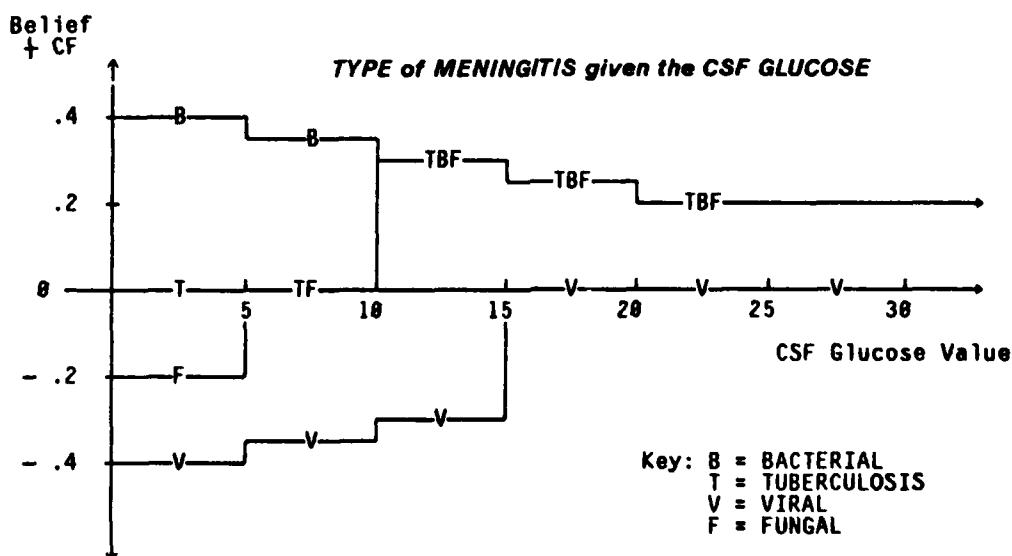 Belief
+ CF
TYPE of MENINGITIS given the CSF GLUCOSE
.4
B
B
TBF
TBF
TBF
.2
0
T
TF
V
V
V
5
10
15
20
25
30
CSF Glucose Value
- .2
F
V
V
V
- .4
Key: B = BACTERIAL
T = TUBERCULOSIS
V = VIRAL
F = FUNGAL